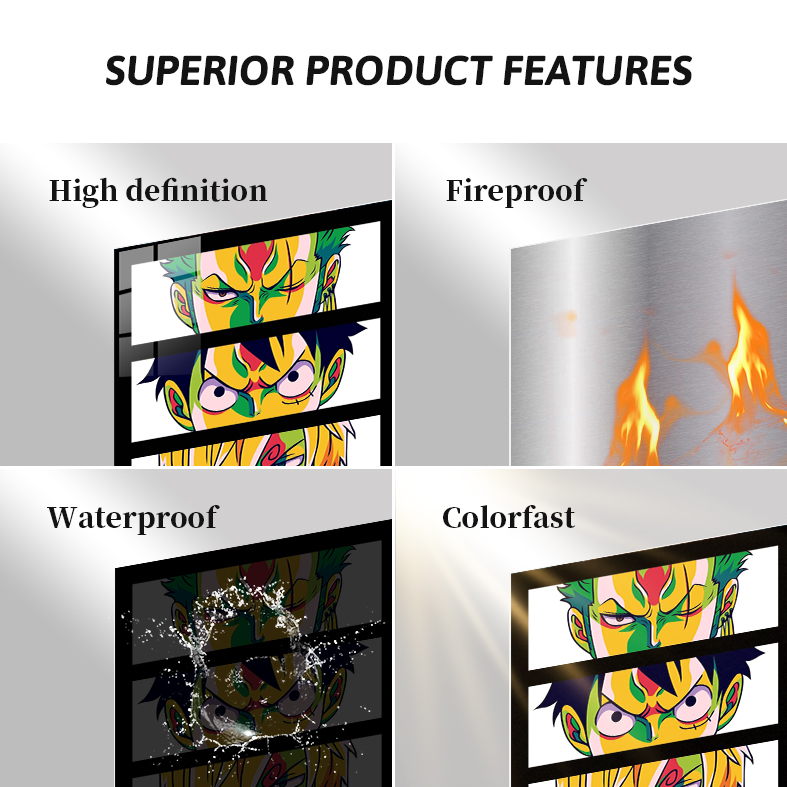 SUPERIOR PRODUCT FEATURES
High definition
Fireproof
Waterproof
Colorfast